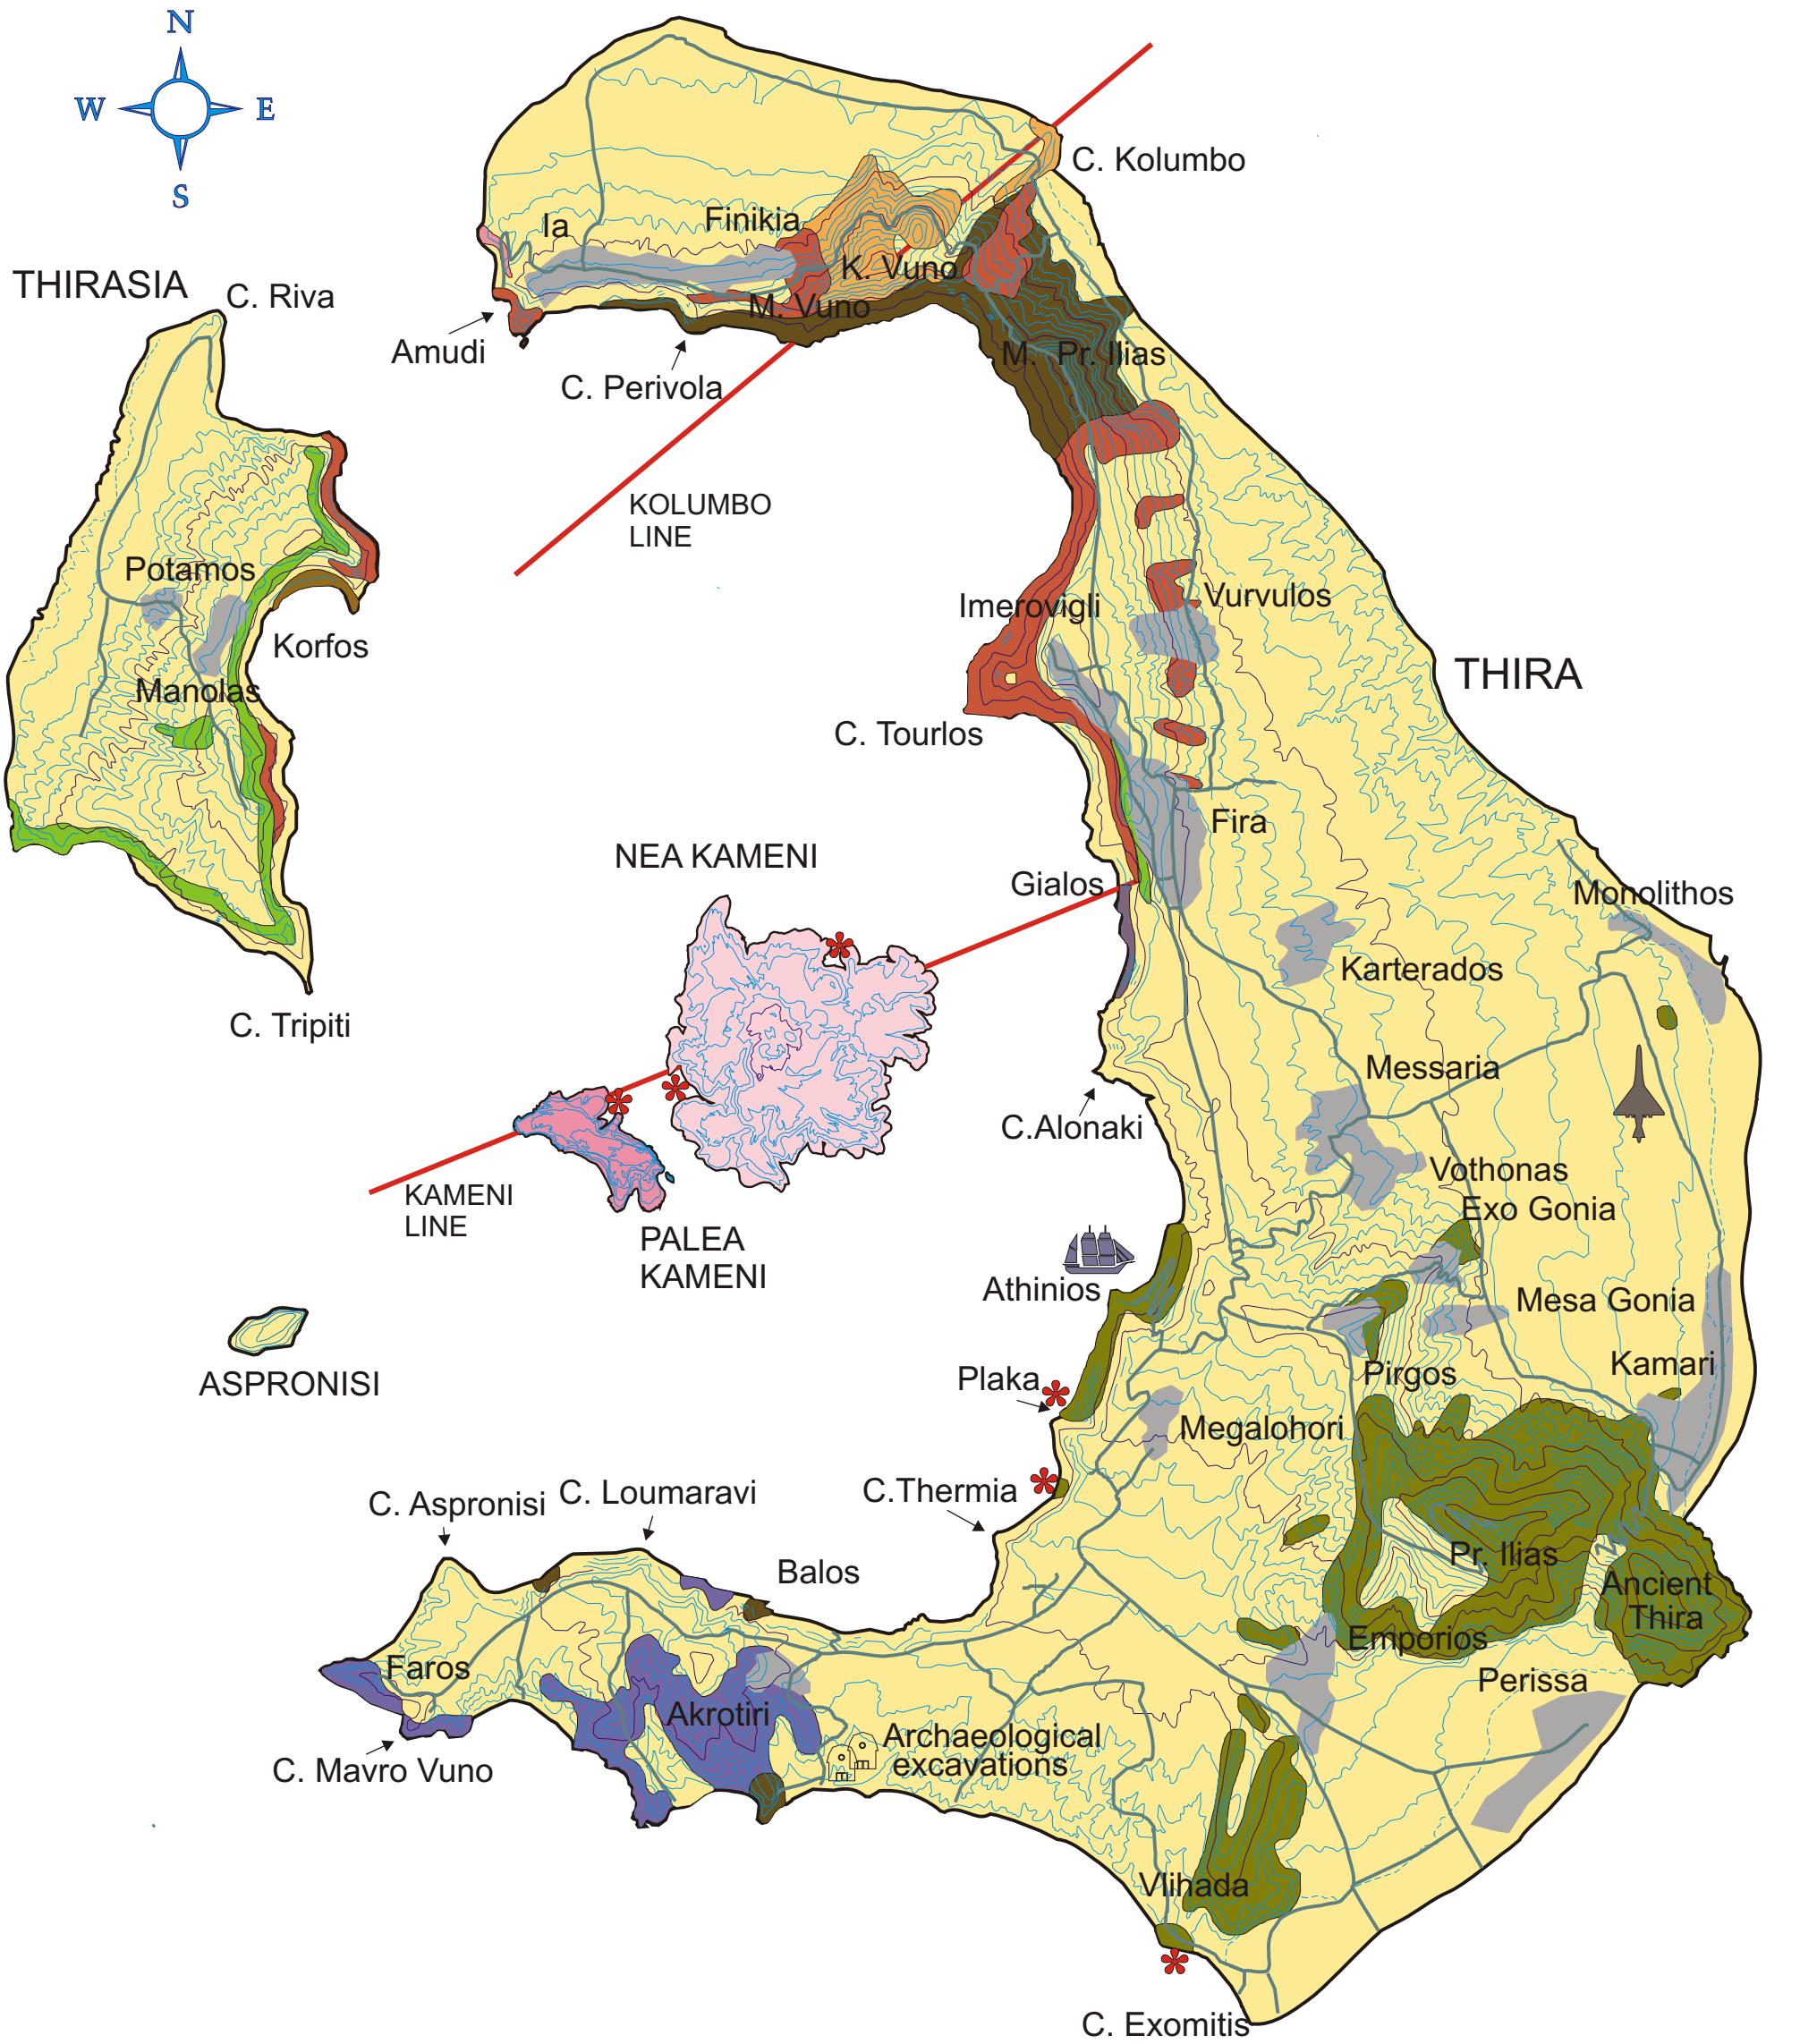 N
W
E
S
C. Kolumbo
Ia
Finikia
K. Vuno
M. Vuno
THIRASIA
C. Riva
Amudi
C. Perivola
M. Pr. Ilias
KOLUMBO
LINE
Potamos
Korfos
Manolas
Imerovigli
Vurvulos
THIRA
C. Tourlos
Fira
NEA KAMENI
Gialos
Monolithos
Karterados
C. Tripiti
Messaria
C.Alonaki
Vothonas
Exo Gonia
KAMENI
LINE
PALEA
KAMENI
Athinios
Mesa Gonia
ASPRONISI
Plaka
Pirgos
Kamari
Megalohori
C. Aspronisi
C. Loumaravi
C.Thermia
Balos
Pr. Ilias
Ancient
Thira
Emporios
Faros
Perissa
Akrotiri
Archaeological
excavations
C. Mavro Vuno
Vlihada
C. Exomitis